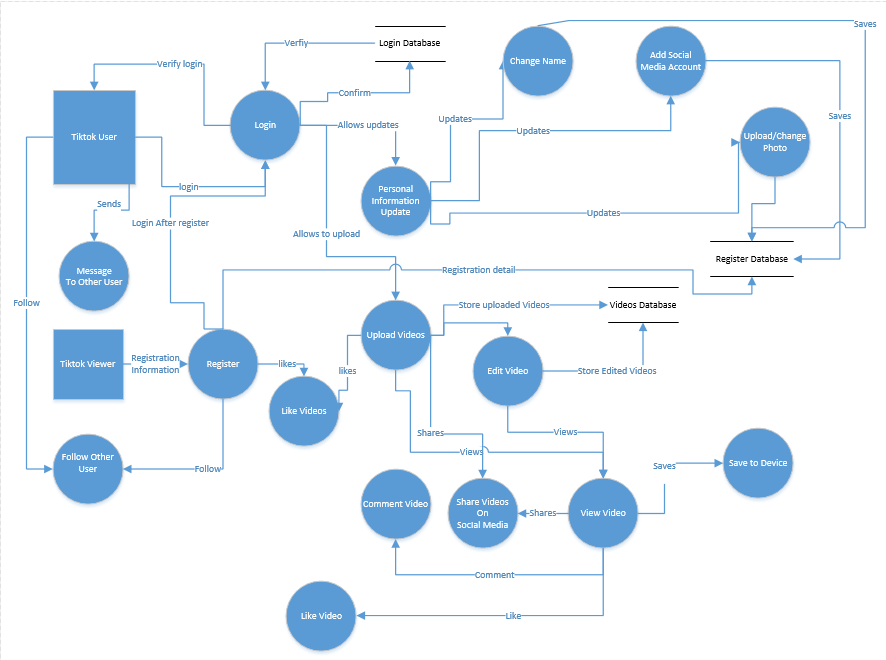 Saves
Verfiy
Login Database
Change Name
Add Social
Media Account
Verify login
Confirm
Tiktok User
Login
Allows updates
Updates
Updates
Saves
Upload/Change
Photo
login
Personal
Information
Update
Sends
Login After register
Updates
Allows to upload
Register Database
Message
To Other User
Registration detail
Follow
Store uploaded Videos
Videos Database
Upload Videos
Tiktok Viewer
Registration
Information
Register
likes
likes
Edit Video
Store Edited Videos
Like Videos
Shares
Views
Views
Follow Other
User
Follow
Saves
Save to Device
Comment Video
Share Videos
On
Social Media
Shares
View Video
Comment
Like Video
Like